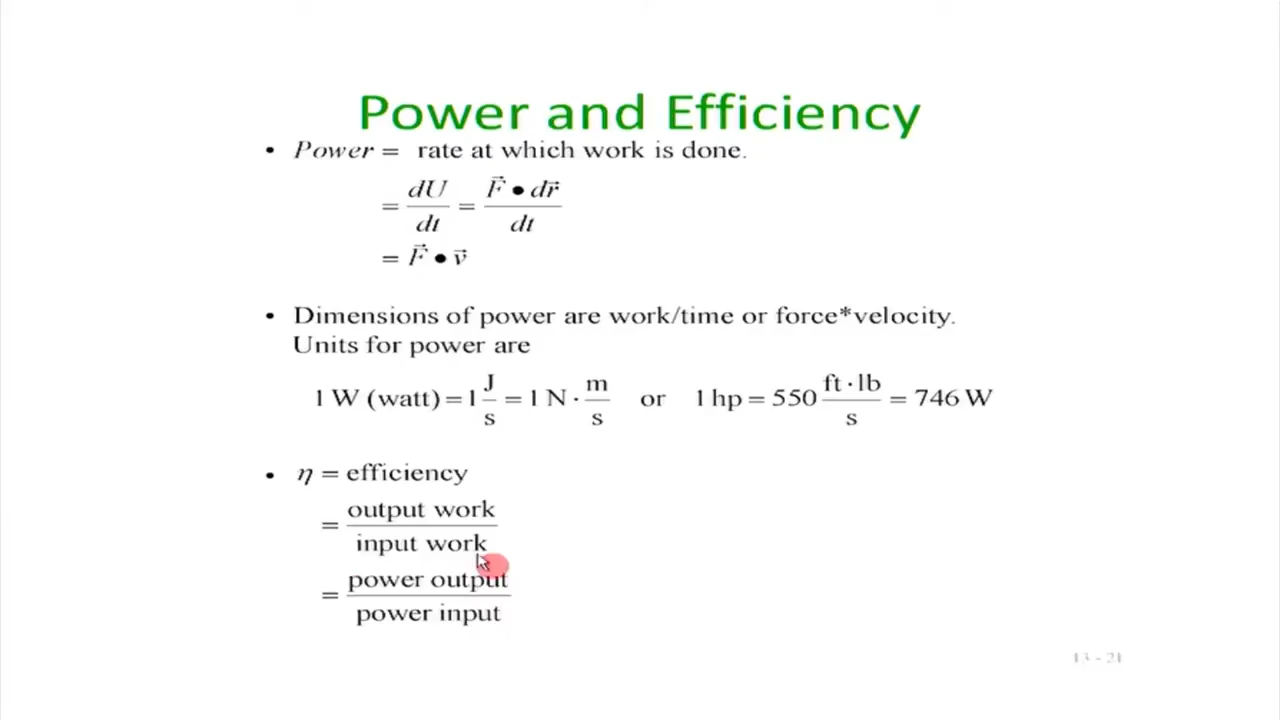 Power and Efficiency
• Power = rate at which work is done.
= dU/dt = F⃗ • dr⃗/dt
= F⃗ • v⃗
• Dimensions of power are work/time or force*velocity.
Units for power are
1 W (watt) = 1 J/s = 1 N · m/s or 1 hp = 550 ft · lb/s = 746 W
• η = efficiency
= output work/input work
= power output/power input
13 - 21